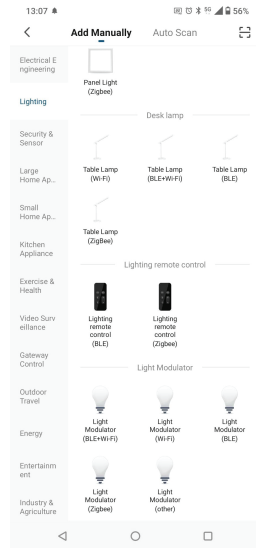 13:07 5G 56%
Add Manually Auto Scan
Electrical E
ngineering
Lighting
Security &
Sensor
Large
Home Ap...
Small
Home Ap...
Kitchen
Appliance
Exercise &
Health
Video Surv
eillance
Gateway
Control
Outdoor
Travel
Energy
Entertainm
ent
Industry &
Agriculture
Panel Light
(Zigbee)
Desk lamp
Table Lamp
(Wi-Fi)
Table Lamp
(BLE+Wi-Fi)
Table Lamp
(BLE)
Table Lamp
(ZigBee)
Lighting remote control
Lighting
remote
control
(BLE)
Lighting
remote
control
(Zigbee)
Light Modulator
Light
Modulator
(BLE+Wi-Fi)
Light
Modulator
(Wi-Fi)
Light
Modulator
(BLE)
Light
Modulator
(Zigbee)
Light
Modulator
(other)